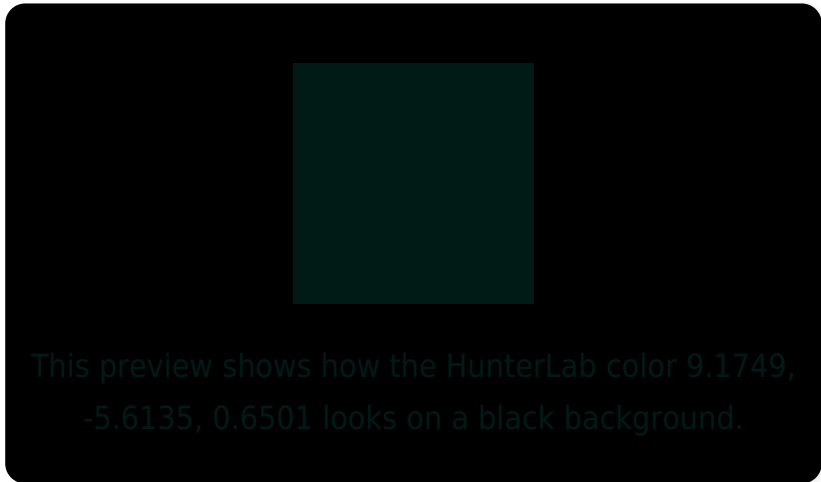 This preview shows how the HunterLab color 9.1749,
-5.6135, 0.6501 looks on a black background.